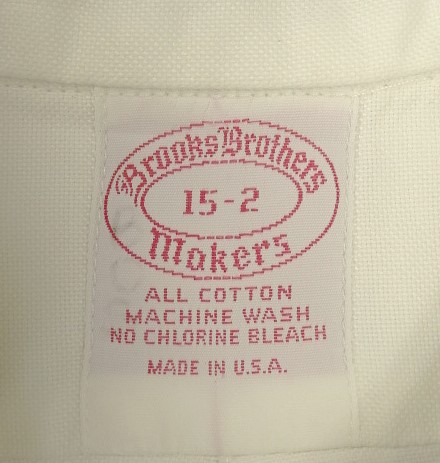 Brooks Brothers
15-2
Makers
ALL COTTON
MACHINE WASH
NO CHLORINE BLEACH
MADE IN U.S.A.